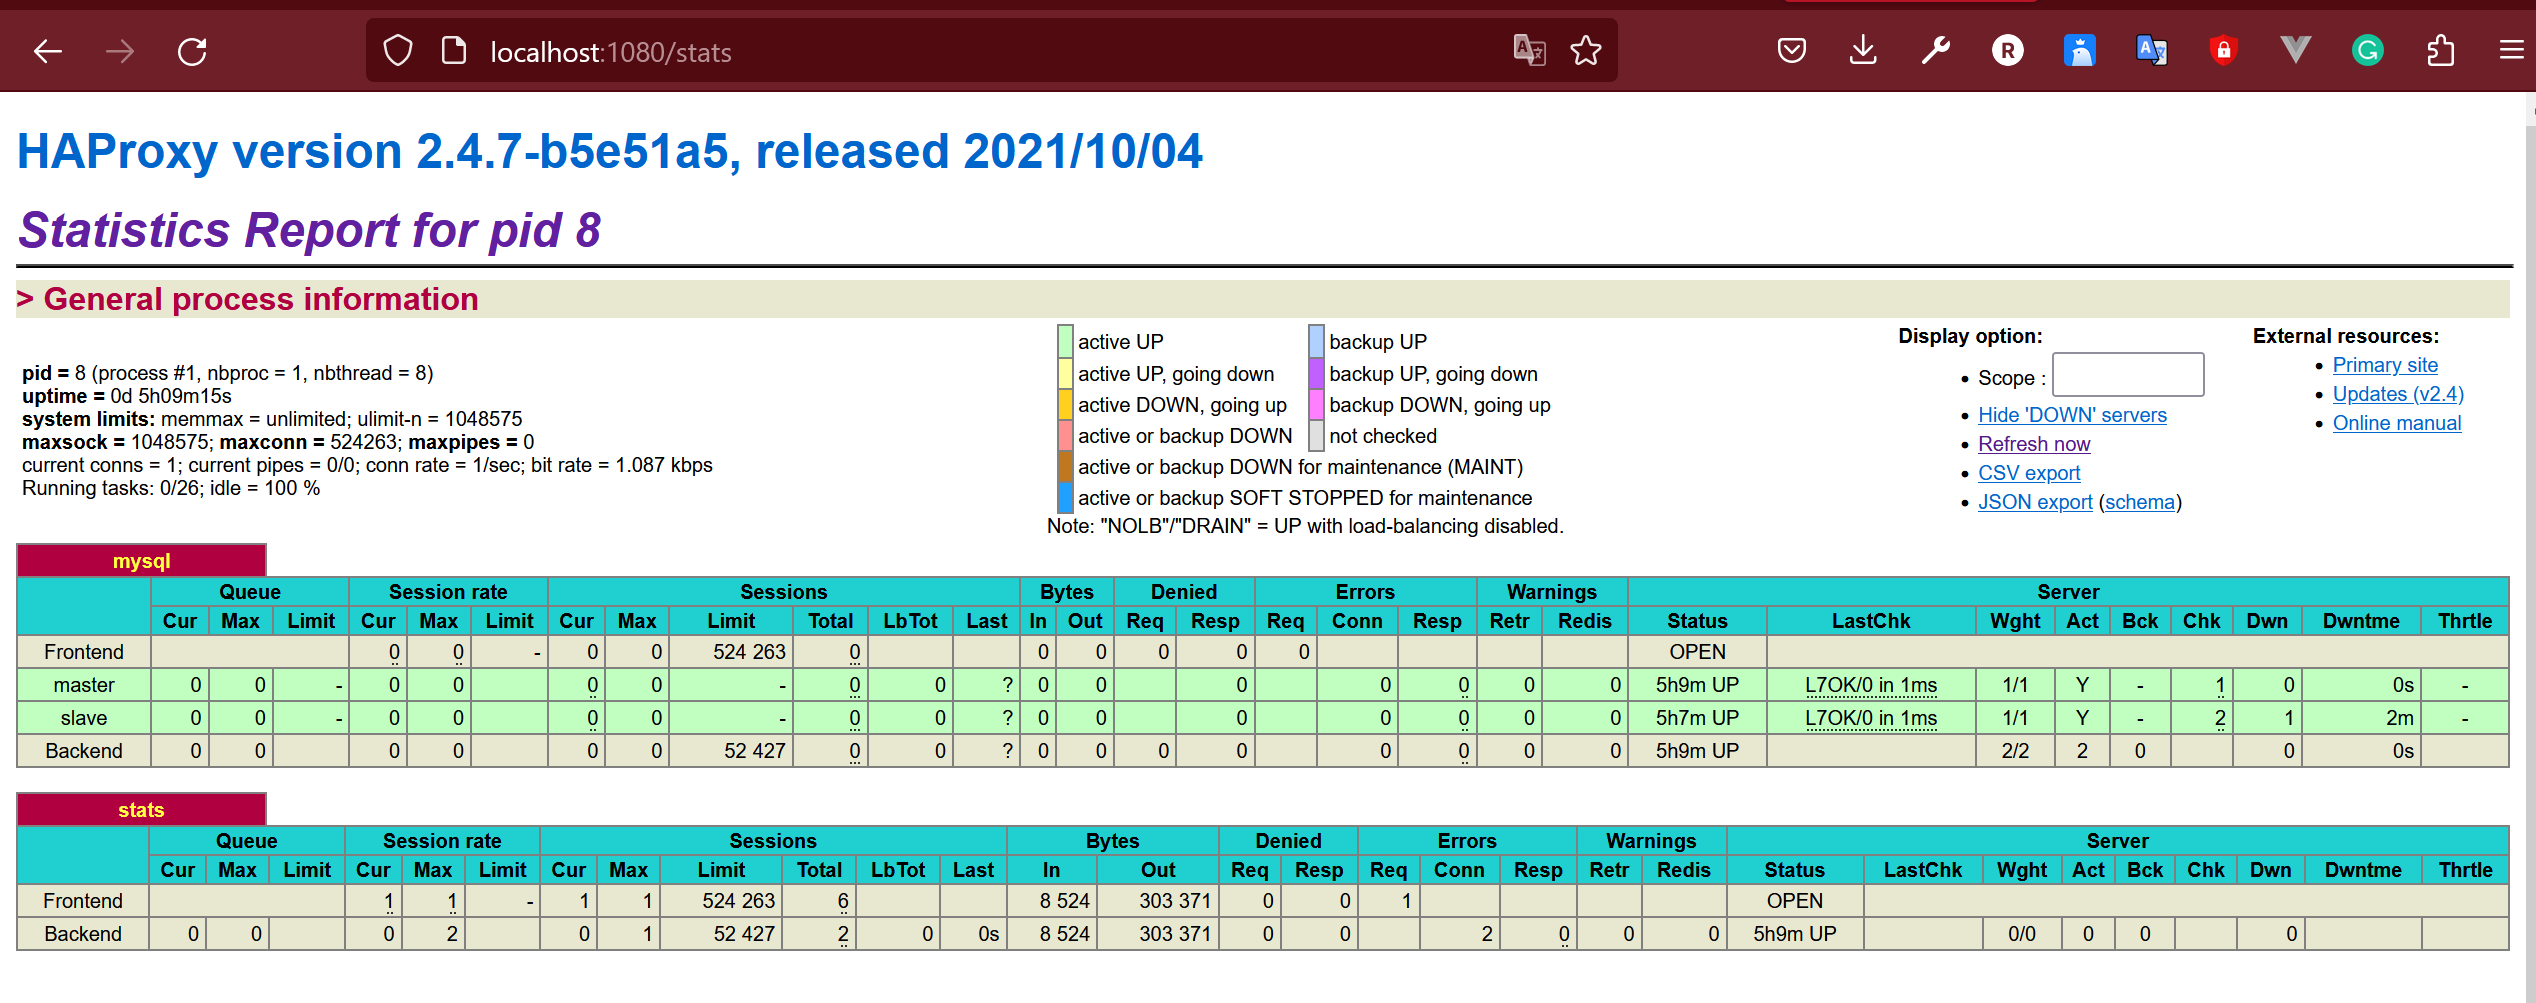 localhost:1080/stats
HAProxy version 2.4.7-b5e51a5, released 2021/10/04
Statistics Report for pid 8
> General process information
pid = 8 (process #1, nbproc = 1, nbthread = 8)
uptime = 0d 5h09m15s
system limits: memmax = unlimited; ulimit-n = 1048575
maxsock = 1048575; maxconn = 524263; maxpipes = 0
current conns = 1; current pipes = 0/0; conn rate = 1/sec; bit rate = 1.087 kbps
Running tasks: 0/26; idle = 100 %
active UP backup UP
active UP, going down backup UP, going down
active DOWN, going up backup DOWN, going up
active or backup DOWN not checked
active or backup DOWN for maintenance (MAINT)
active or backup SOFT STOPPED for maintenance
Note: "NOLB"/"DRAIN" = UP with load-balancing disabled.
Display option:
Scope :
Hide 'DOWN' servers
Refresh now
CSV export
JSON export (schema)
External resources:
Primary site
Updates (v2.4)
Online manual
mysql
Queue Session rate Sessions Bytes Denied Errors Warnings Server
Cur Max Limit Cur Max Limit Cur Max Limit Total LbTot Last In Out Req Resp Req Conn Resp Retr Redis Status LastChk Wght Act Bck Chk Dwn Dwntme Thrtle
Frontend 0 0 - 0 0 524 263 0 0 0 0 0 0 OPEN
master 0 0 - 0 0 0 0 - 0 0 ? 0 0 0 0 0 0 0 5h9m UP L7OK/0 in 1ms 1/1 Y - 1 0 0s -
slave 0 0 - 0 0 0 0 - 0 0 ? 0 0 0 0 0 0 0 5h7m UP L7OK/0 in 1ms 1/1 Y - 2 1 2m -
Backend 0 0 0 0 0 0 52 427 0 0 ? 0 0 0 0 0 0 0 0 5h9m UP 2/2 2 0 0 0s
stats
Queue Session rate Sessions Bytes Denied Errors Warnings Server
Cur Max Limit Cur Max Limit Cur Max Limit Total LbTot Last In Out Req Resp Req Conn Resp Retr Redis Status LastChk Wght Act Bck Chk Dwn Dwntme Thrtle
Frontend 1 1 - 1 1 524 263 6 8 524 303 371 0 0 1 OPEN
Backend 0 0 0 2 0 1 52 427 2 0 0s 8 524 303 371 0 0 2 0 0 0 5h9m UP 0/0 0 0 0